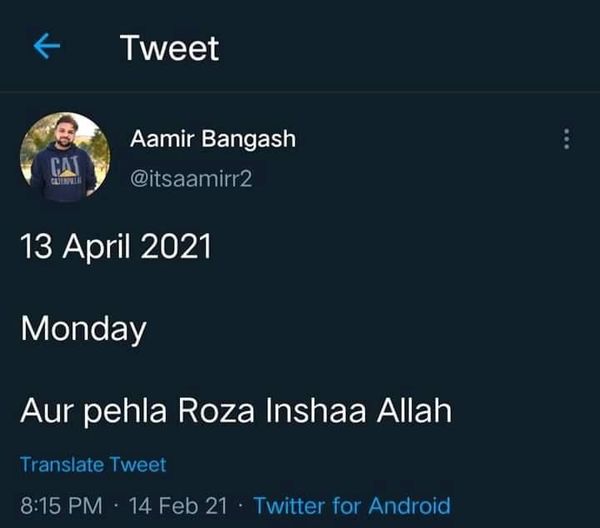 Tweet
Aamir Bangash
@itsaamirr2
CAT
CATERPILLAR
13 April 2021
Monday
Aur pehla Roza Inshaa Allah
Translate Tweet
8:15 PM · 14 Feb 21 · Twitter for Android